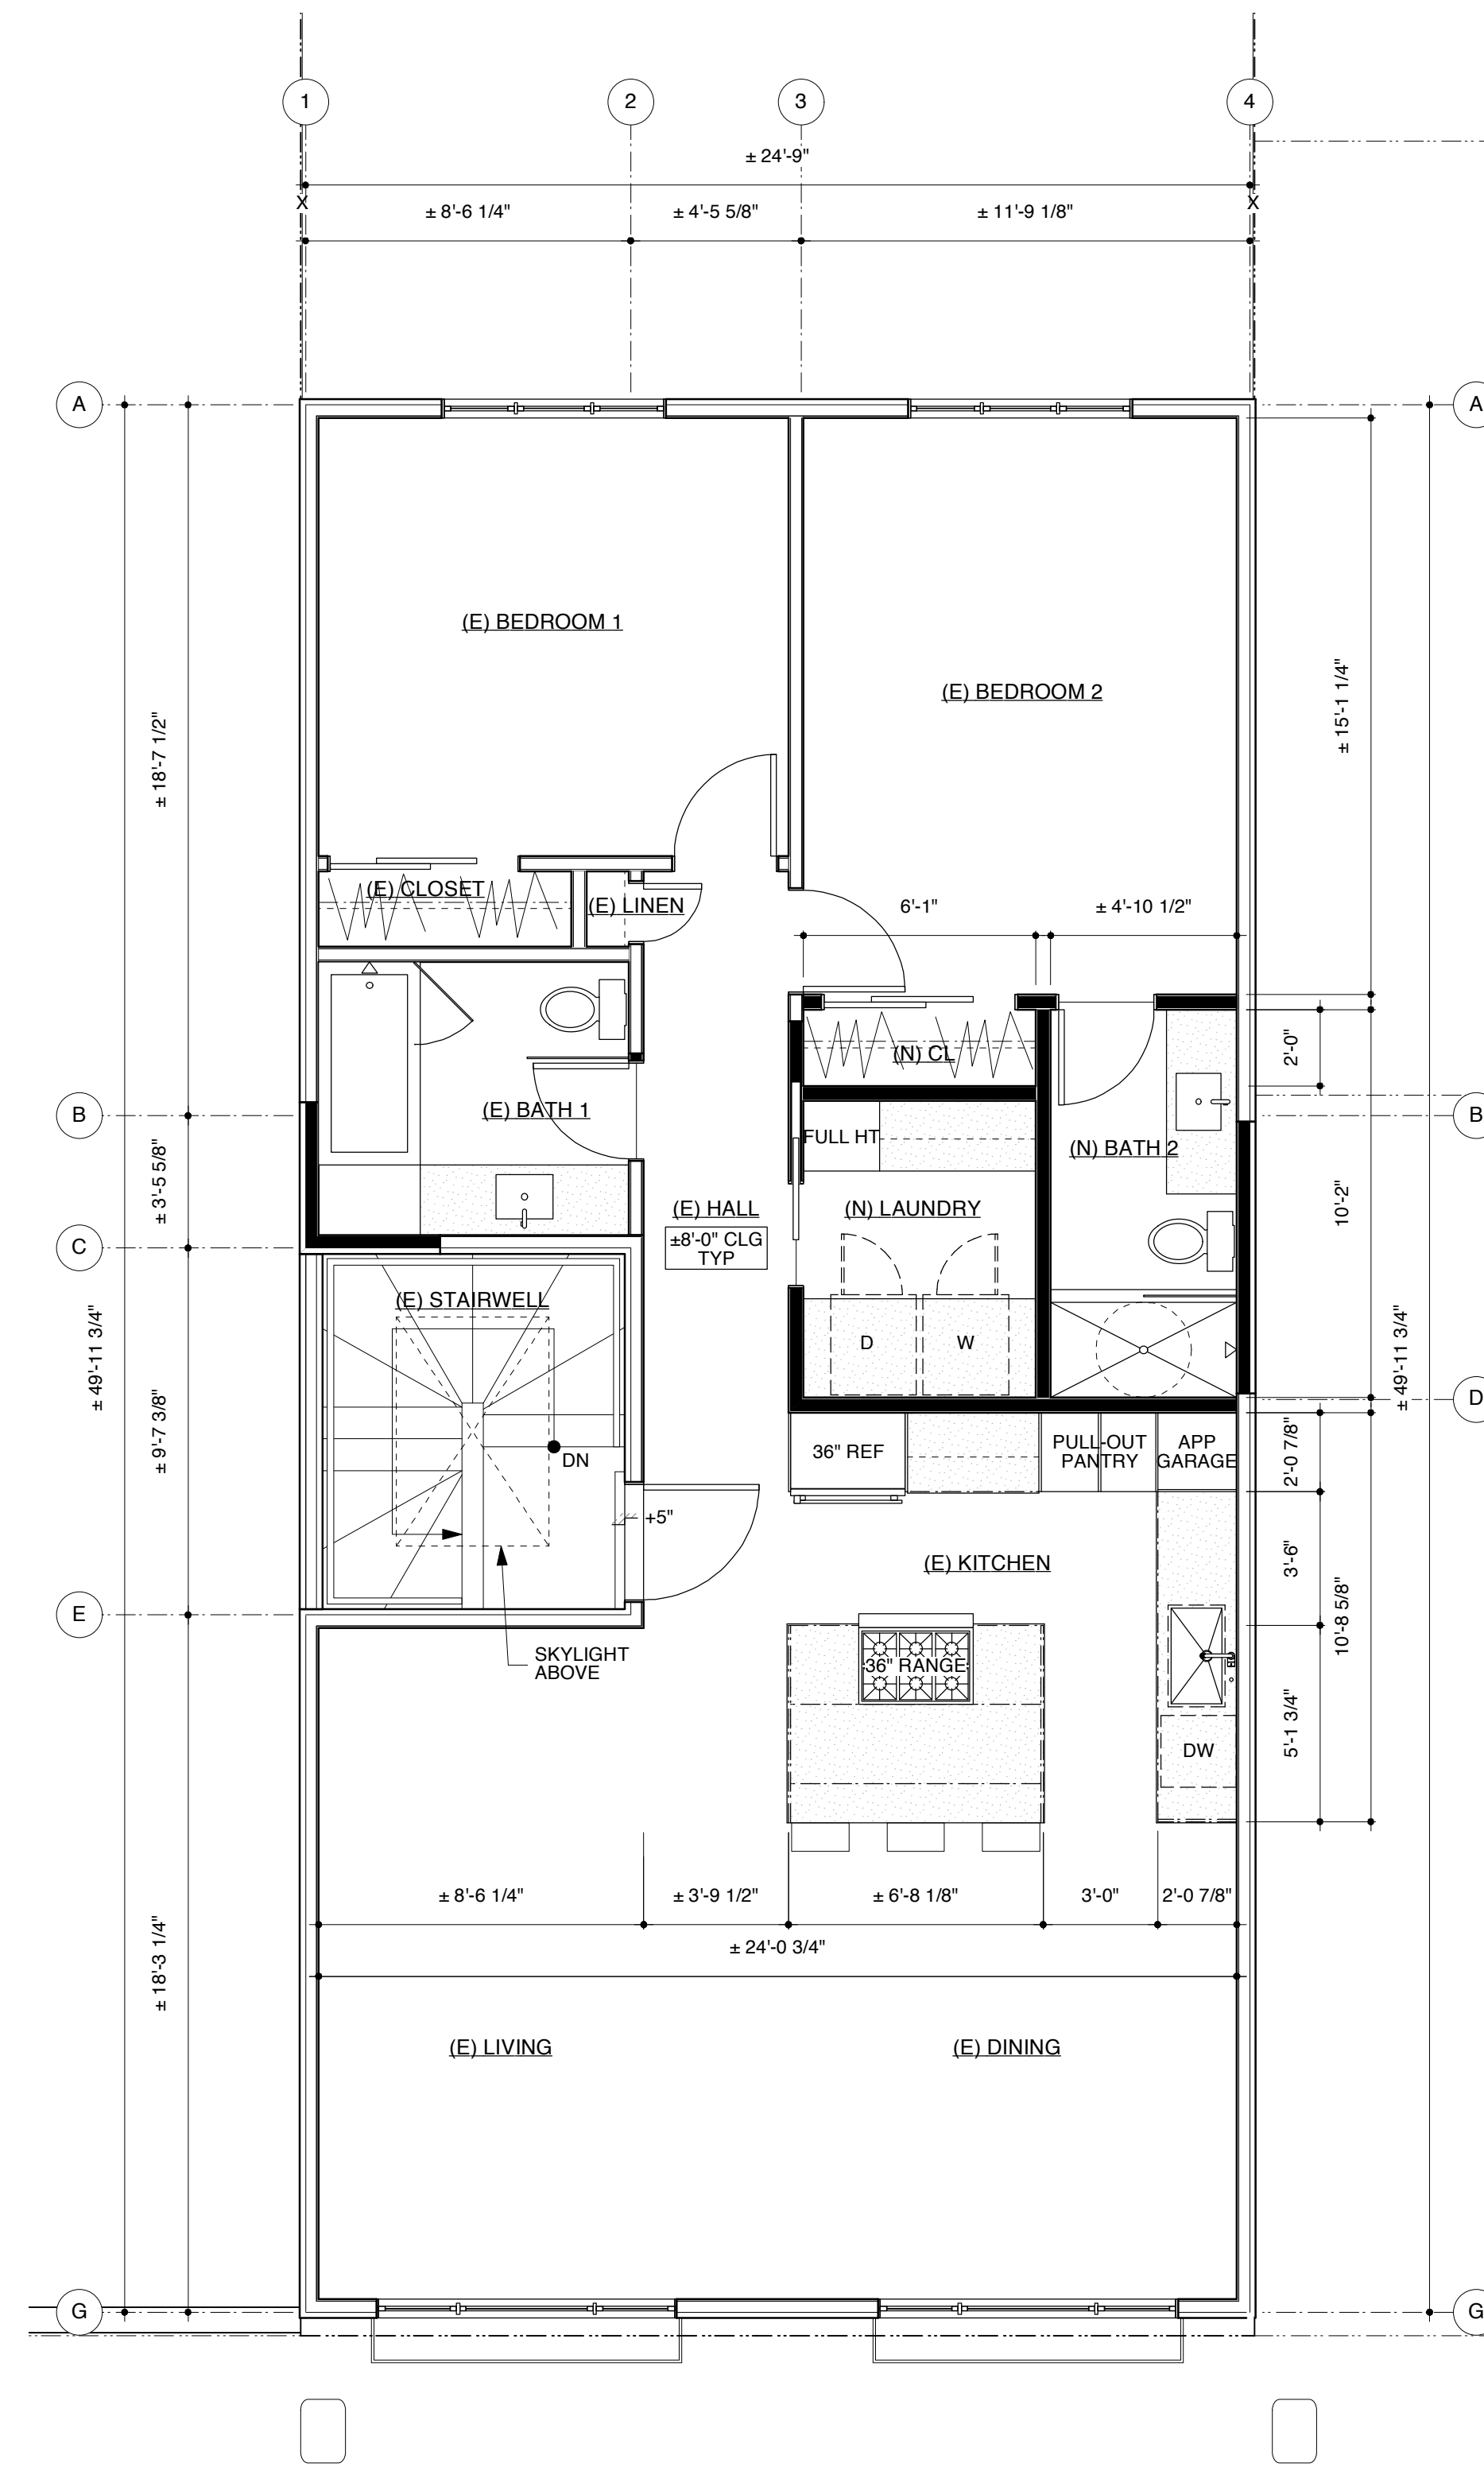 1
2
3
4
± 24'-9"
X
X
± 8'-6 1/4"
± 4'-5 5/8"
± 11'-9 1/8"
A
A
(E) BEDROOM 1
(E) BEDROOM 2
± 15'-1 1/4"
± 18'-7 1/2"
(E) CLOSET
(E) LINEN
6'-1"
± 4'-10 1/2"
(N) CL
2'-0"
B
(E) BATH 1
B
FULL HT
(N) BATH 2
± 3'-5 5/8"
10'-2"
(E) HALL
±8'-0" CLG
TYP
(N) LAUNDRY
C
(E) STAIRWELL
D
W
± 49'-11 3/4"
± 49'-11 3/4"
D
± 9'-7 3/8"
DN
36" REF
PULL-OUT
PANTRY
APP
GARAGE
2'-0 7/8"
+5"
(E) KITCHEN
3'-6"
E
10'-8 5/8"
SKYLIGHT
ABOVE
36" RANGE
DW
5'-1 3/4"
± 8'-6 1/4"
± 3'-9 1/2"
± 6'-8 1/8"
3'-0"
2'-0 7/8"
± 24'-0 3/4"
± 18'-3 1/4"
(E) LIVING
(E) DINING
G
G